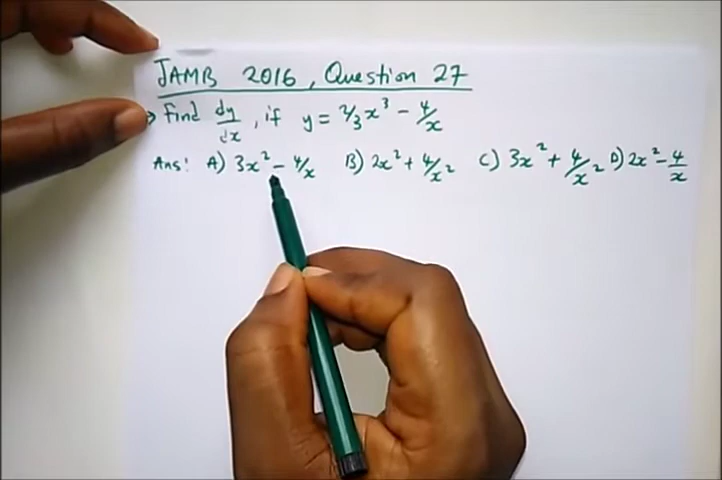 JAMB 2016, Question 27
→ Find dy/dx, if y = 2/3x³ - 4/x
Ans: A) 3x² - 4/x B) 2x² + 4/x² C) 3x² + 4/x² D) 2x² - 4/x